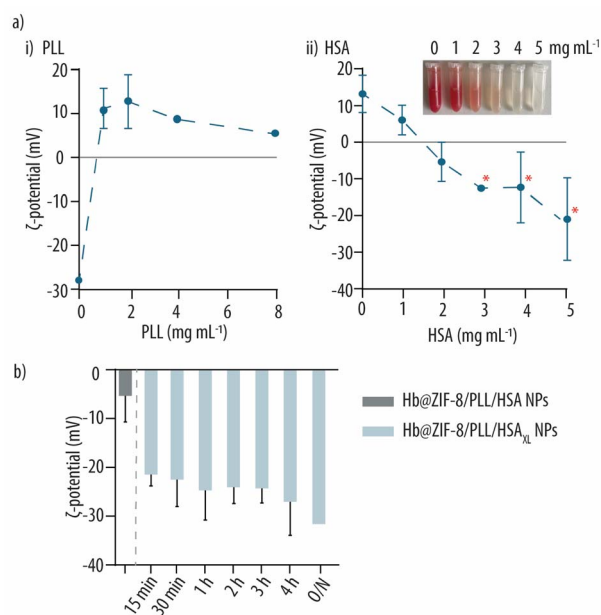 a)
i) PLL
20
10
0
-10
-20
-30
ζ-potential (mV)
0 2 4 6 8
PLL (mg mL⁻¹)
ii) HSA
0 1 2 3 4 5 mg mL⁻¹
20
10
0
-10
-20
-30
-40
ζ-potential (mV)
* * *
0 1 2 3 4 5
HSA (mg mL⁻¹)
b)
0
-10
-20
-30
-40
ζ-potential (mV)
15 min 30 min 1 h 2 h 3 h 4 h O/N
Hb@ZIF-8/PLL/HSA NPs
Hb@ZIF-8/PLL/HSA_XL NPs